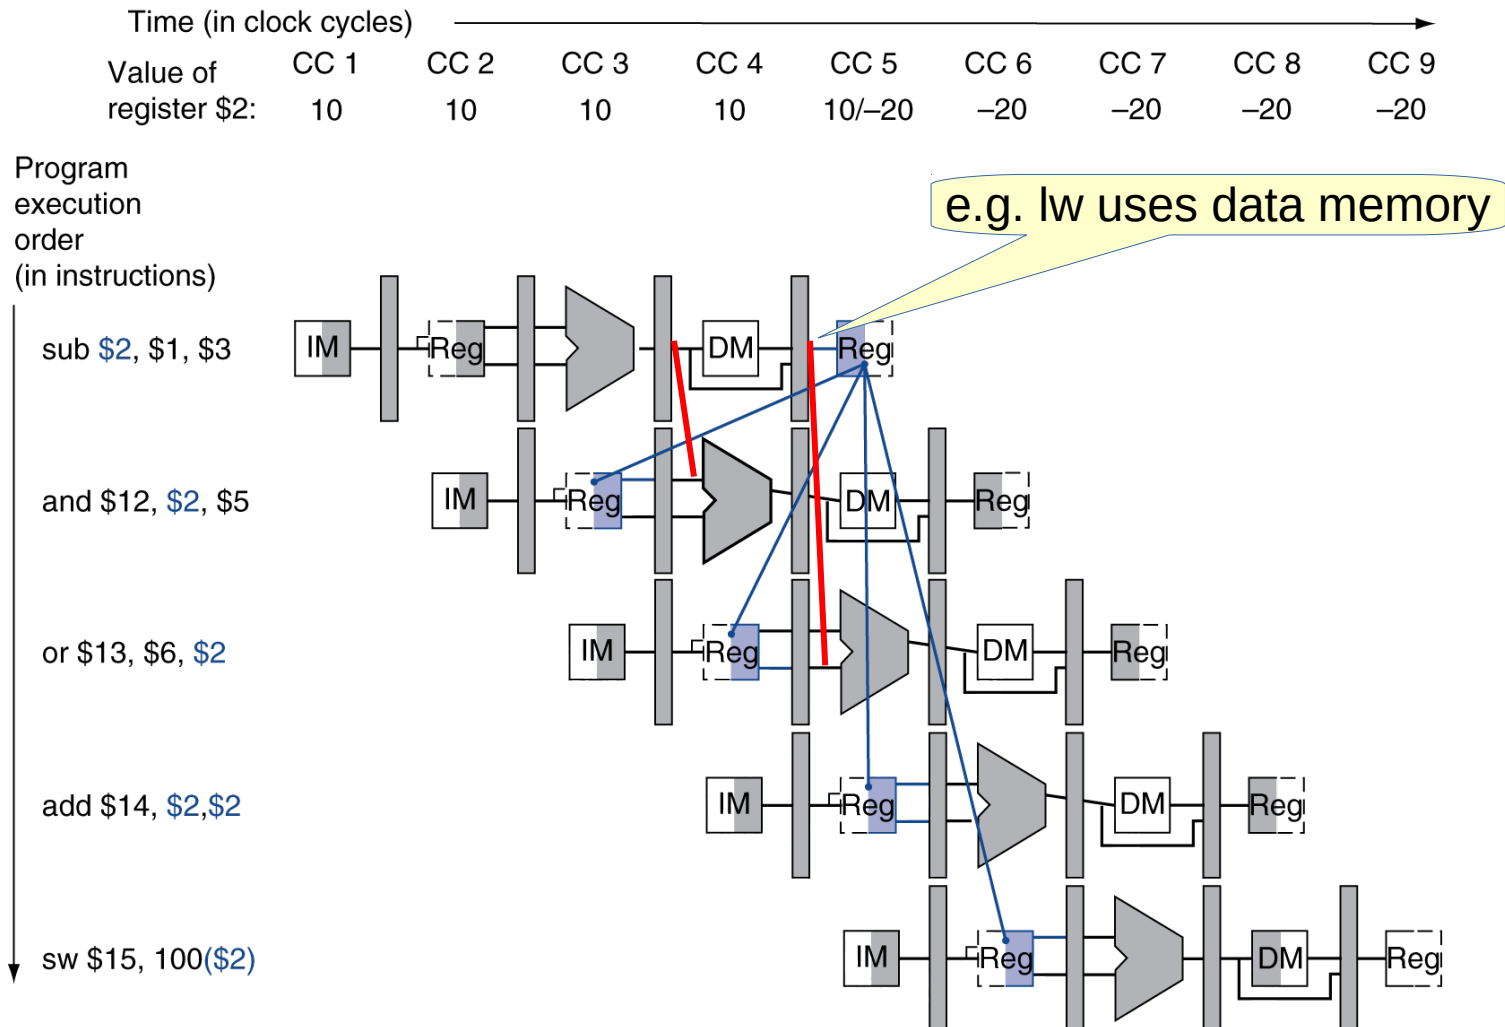 Time (in clock cycles)
CC 1 CC 2 CC 3 CC 4 CC 5 CC 6 CC 7 CC 8 CC 9
Value of
register $2: 10 10 10 10 10/–20 –20 –20 –20 –20
Program
execution
order
(in instructions)
e.g. lw uses data memory
sub $2, $1, $3 IM Reg DM Reg
and $12, $2, $5 IM Reg DM Reg
or $13, $6, $2 IM Reg DM Reg
add $14, $2,$2 IM Reg DM Reg
sw $15, 100($2) IM Reg DM Reg